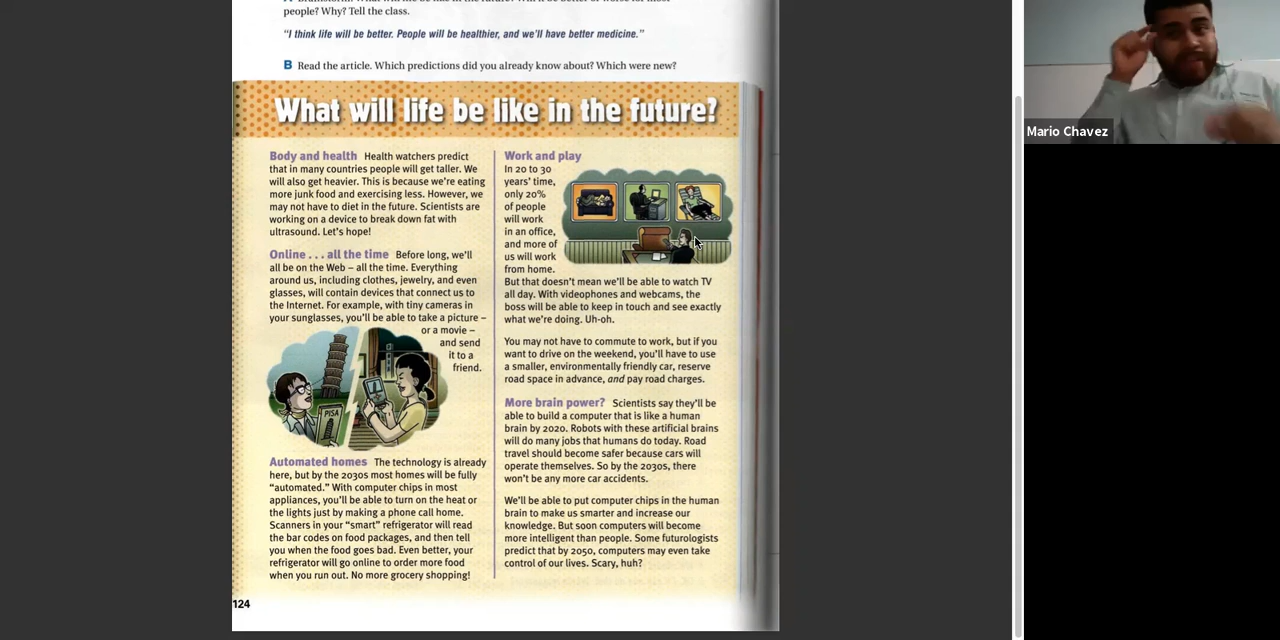 people? Why? Tell the class.
“I think life will be better. People will be healthier, and we’ll have better medicine.”
B Read the article. Which predictions did you already know about? Which were new?
What will life be like in the future?
Body and health Health watchers predict
that in many countries people will get taller. We
will also get heavier. This is because we’re eating
more junk food and exercising less. However, we
may not have to diet in the future. Scientists are
working on a device to break down fat with
ultrasound. Let’s hope!
Online . . . all the time Before long, we’ll
all be on the Web – all the time. Everything
around us, including clothes, jewelry, and even
glasses, will contain devices that connect us to
the Internet. For example, with tiny cameras in
your sunglasses, you’ll be able to take a picture –
or a movie –
and send
it to a
friend.
PISA
Automated homes The technology is already
here, but by the 2030s most homes will be fully
“automated.” With computer chips in most
appliances, you’ll be able to turn on the heat or
the lights just by making a phone call home.
Scanners in your “smart” refrigerator will read
the bar codes on food packages, and then tell
you when the food goes bad. Even better, your
refrigerator will go online to order more food
when you run out. No more grocery shopping!
Work and play
In 20 to 30
years’ time,
only 20%
of people
will work
in an office,
and more of
us will work
from home.
But that doesn’t mean we’ll be able to watch TV
all day. With videophones and webcams, the
boss will be able to keep in touch and see exactly
what we’re doing. Uh-oh.
You may not have to commute to work, but if you
want to drive on the weekend, you’ll have to use
a smaller, environmentally friendly car, reserve
road space in advance, and pay road charges.
More brain power? Scientists say they’ll be
able to build a computer that is like a human
brain by 2020. Robots with these artificial brains
will do many jobs that humans do today. Road
travel should become safer because cars will
operate themselves. So by the 2030s, there
won’t be any more car accidents.
We’ll be able to put computer chips in the human
brain to make us smarter and increase our
knowledge. But soon computers will become
more intelligent than people. Some futurologists
predict that by 2050, computers may even take
control of our lives. Scary, huh?
124
Mario Chavez